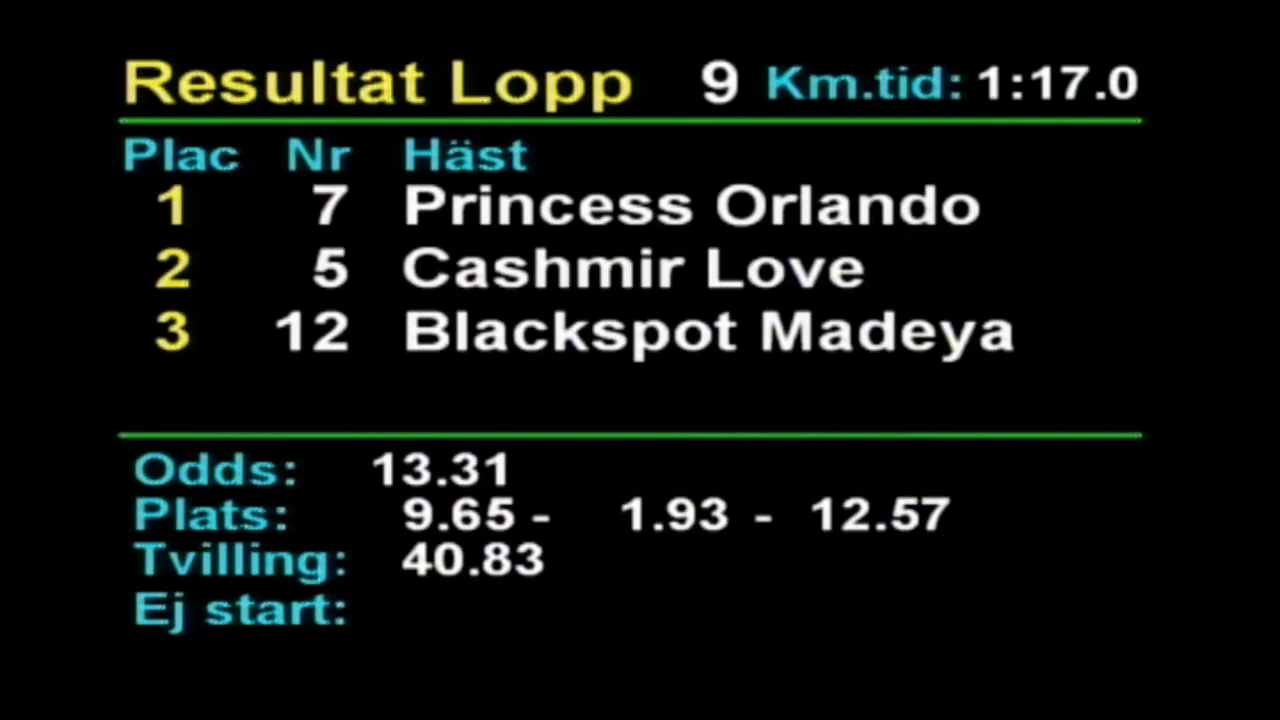 Resultat Lopp 9 Km.tid: 1:17.0
Plac Nr Häst
1 7 Princess Orlando
2 5 Cashmir Love
3 12 Blackspot Madeya
Odds: 13.31
Plats: 9.65 - 1.93 - 12.57
Tvilling: 40.83
Ej start: